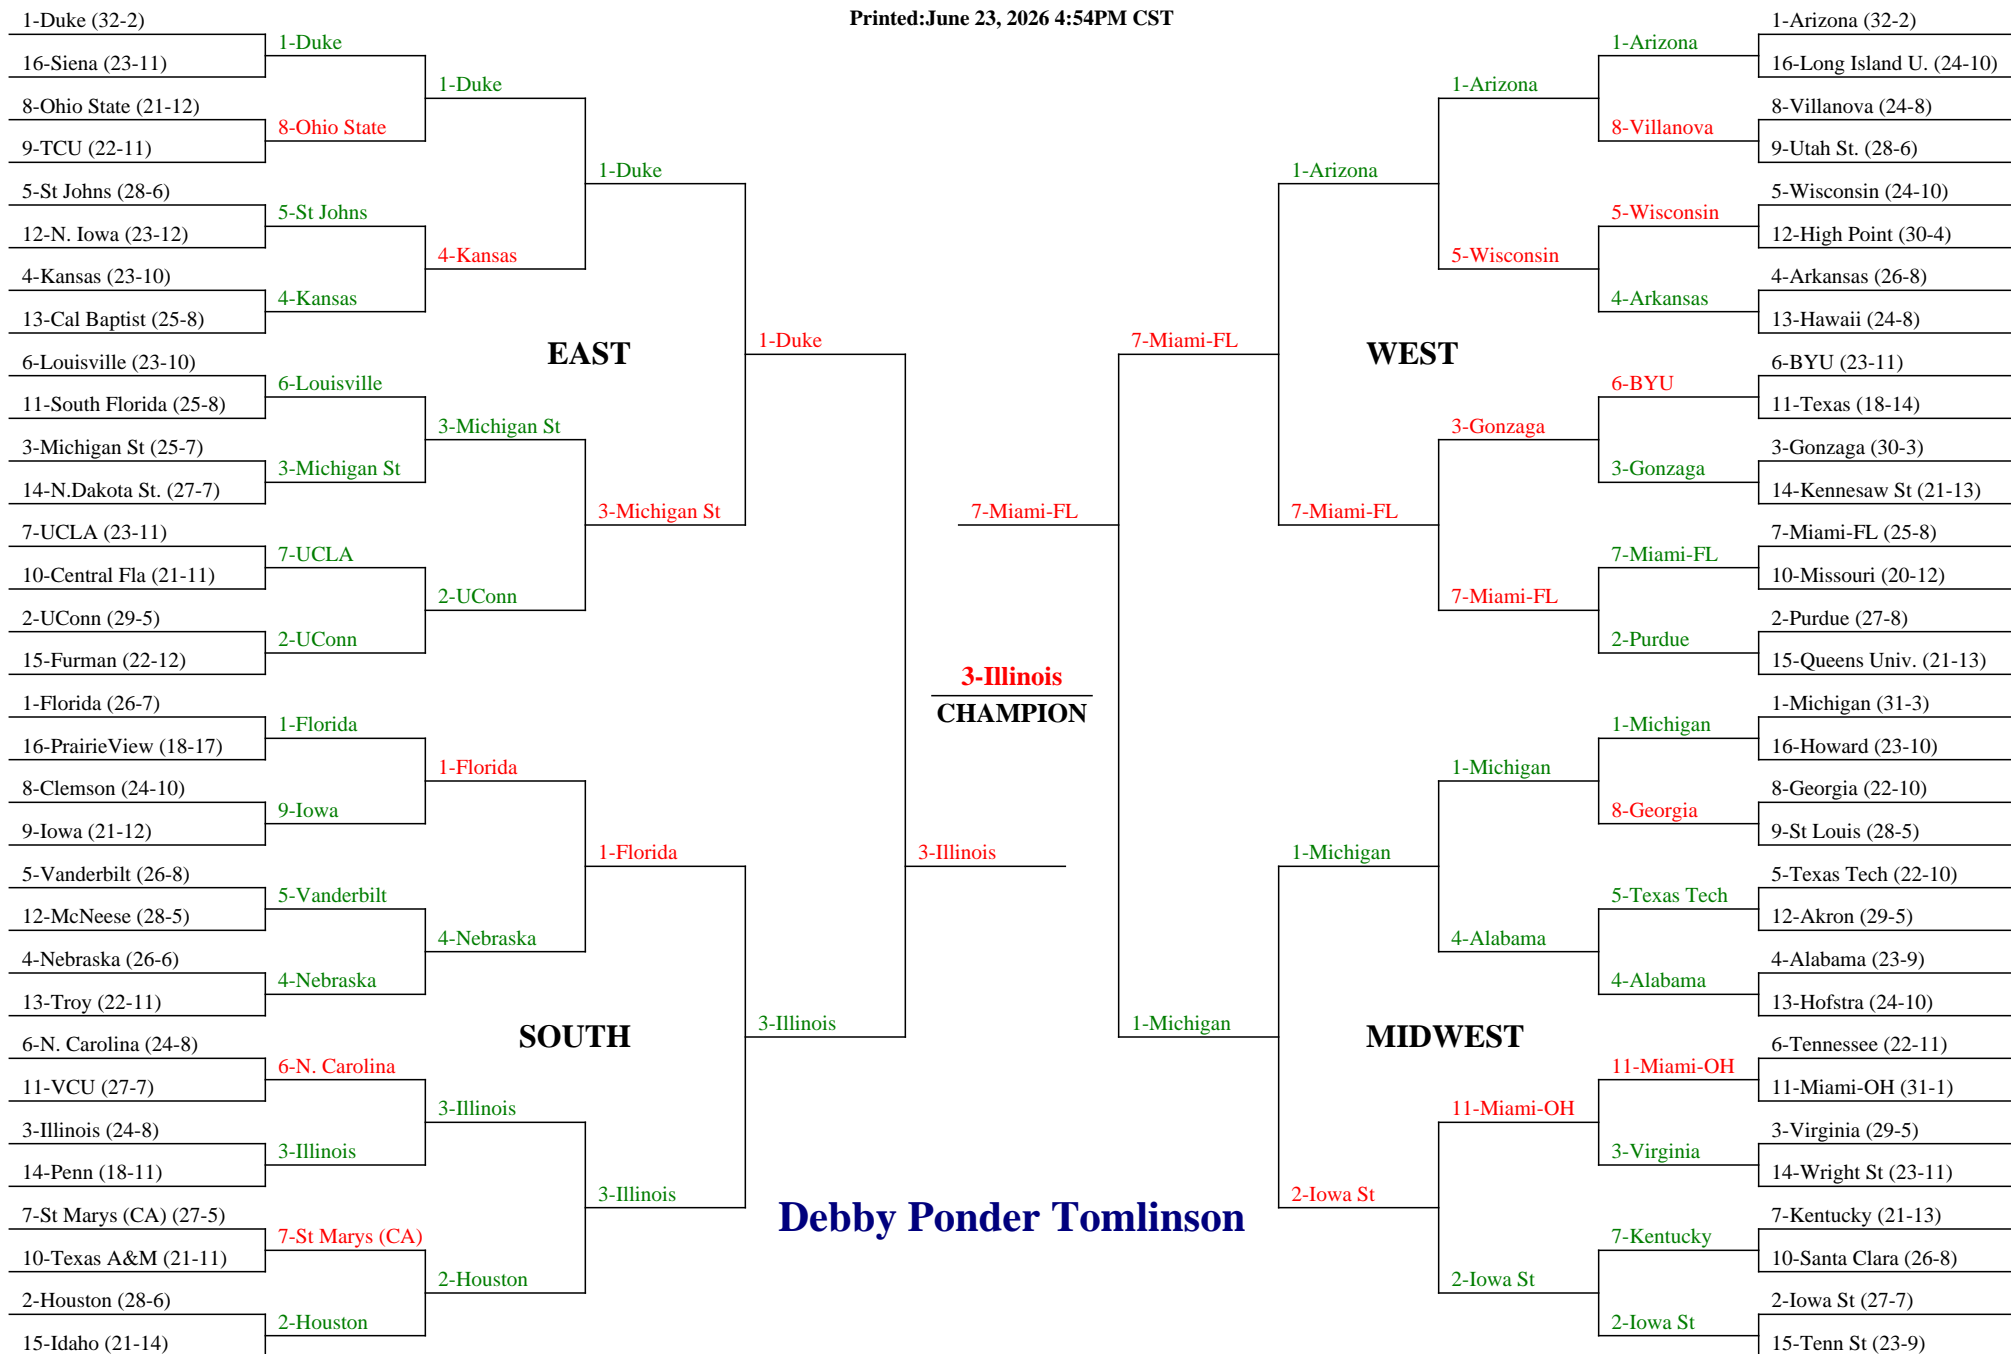 Printed:June 23, 2026 4:54PM CST
1-Duke (32-2)
16-Siena (23-11)
8-Ohio State (21-12)
9-TCU (22-11)
5-St Johns (28-6)
12-N. Iowa (23-12)
4-Kansas (23-10)
13-Cal Baptist (25-8)
6-Louisville (23-10)
11-South Florida (25-8)
3-Michigan St (25-7)
14-N.Dakota St. (27-7)
7-UCLA (23-11)
10-Central Fla (21-11)
2-UConn (29-5)
15-Furman (22-12)
1-Florida (26-7)
16-PrairieView (18-17)
8-Clemson (24-10)
9-Iowa (21-12)
5-Vanderbilt (26-8)
12-McNeese (28-5)
4-Nebraska (26-6)
13-Troy (22-11)
6-N. Carolina (24-8)
11-VCU (27-7)
3-Illinois (24-8)
14-Penn (18-11)
7-St Marys (CA) (27-5)
10-Texas A&M (21-11)
2-Houston (28-6)
15-Idaho (21-14)
1-Duke
8-Ohio State
5-St Johns
4-Kansas
6-Louisville
3-Michigan St
7-UCLA
2-UConn
1-Florida
9-Iowa
5-Vanderbilt
4-Nebraska
6-N. Carolina
3-Illinois
7-St Marys (CA)
2-Houston
1-Duke
4-Kansas
3-Michigan St
2-UConn
1-Florida
4-Nebraska
3-Illinois
2-Houston
1-Duke
3-Michigan St
1-Florida
3-Illinois
EAST
SOUTH
1-Duke
3-Illinois
7-Miami-FL
3-Illinois
3-Illinois
CHAMPION
Debby Ponder Tomlinson
7-Miami-FL
1-Michigan
WEST
MIDWEST
1-Arizona
7-Miami-FL
1-Michigan
2-Iowa St
1-Arizona
5-Wisconsin
3-Gonzaga
7-Miami-FL
1-Michigan
4-Alabama
11-Miami-OH
2-Iowa St
1-Arizona
8-Villanova
5-Wisconsin
4-Arkansas
6-BYU
3-Gonzaga
7-Miami-FL
2-Purdue
1-Michigan
8-Georgia
5-Texas Tech
4-Alabama
11-Miami-OH
3-Virginia
7-Kentucky
2-Iowa St
1-Arizona (32-2)
16-Long Island U. (24-10)
8-Villanova (24-8)
9-Utah St. (28-6)
5-Wisconsin (24-10)
12-High Point (30-4)
4-Arkansas (26-8)
13-Hawaii (24-8)
6-BYU (23-11)
11-Texas (18-14)
3-Gonzaga (30-3)
14-Kennesaw St (21-13)
7-Miami-FL (25-8)
10-Missouri (20-12)
2-Purdue (27-8)
15-Queens Univ. (21-13)
1-Michigan (31-3)
16-Howard (23-10)
8-Georgia (22-10)
9-St Louis (28-5)
5-Texas Tech (22-10)
12-Akron (29-5)
4-Alabama (23-9)
13-Hofstra (24-10)
6-Tennessee (22-11)
11-Miami-OH (31-1)
3-Virginia (29-5)
14-Wright St (23-11)
7-Kentucky (21-13)
10-Santa Clara (26-8)
2-Iowa St (27-7)
15-Tenn St (23-9)